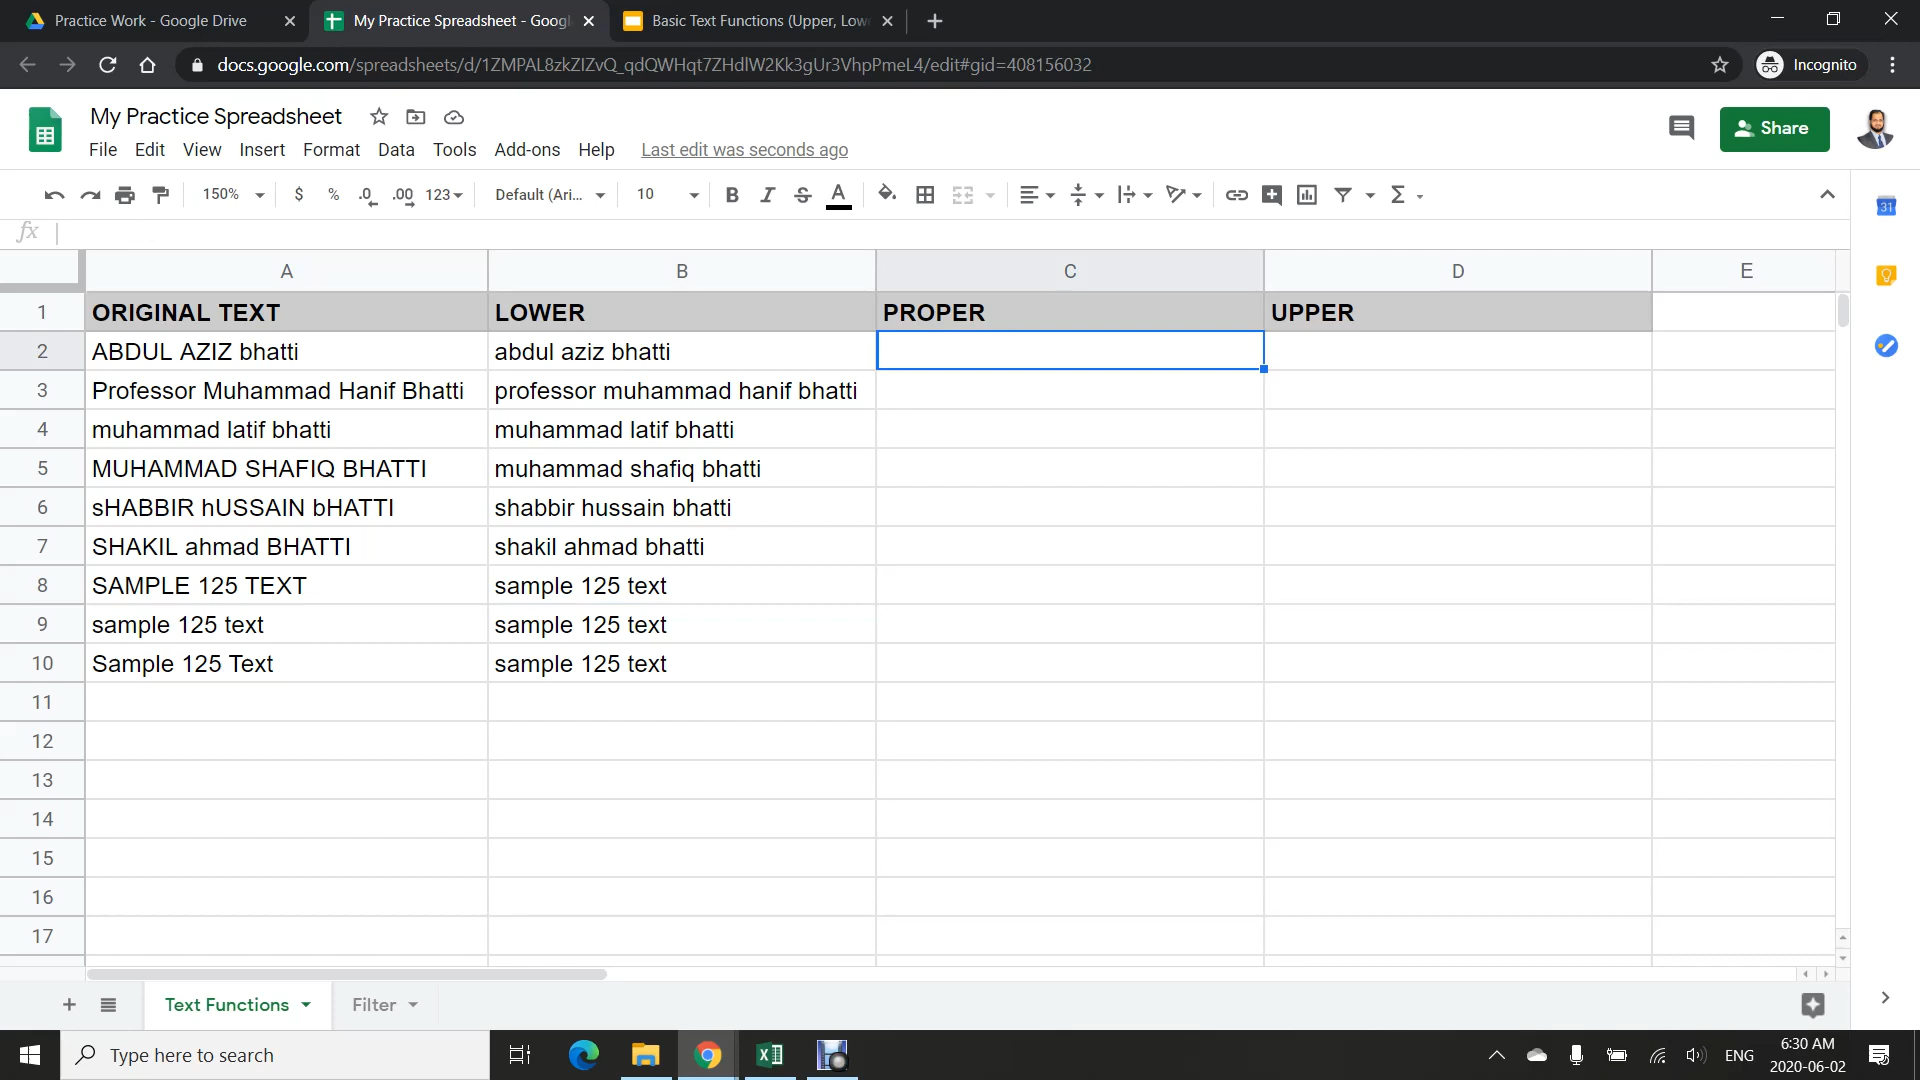 Practice Work - Google Drive
My Practice Spreadsheet - Googl
Basic Text Functions (Upper, Low
docs.google.com/spreadsheets/d/1ZMPAL8zkZIZvQ_qdQWHqt7ZHdlW2Kk3gUr3VhpPmeL4/edit#gid=408156032
Incognito
My Practice Spreadsheet
Share
File Edit View Insert Format Data Tools Add-ons Help Last edit was seconds ago
150% $ % .0 .00 123 Default (Ari... 10 B I S A Σ
31
fx
A B C D E
1 ORIGINAL TEXT LOWER PROPER UPPER
2 ABDUL AZIZ bhatti abdul aziz bhatti
3 Professor Muhammad Hanif Bhatti professor muhammad hanif bhatti
4 muhammad latif bhatti muhammad latif bhatti
5 MUHAMMAD SHAFIQ BHATTI muhammad shafiq bhatti
6 sHABBIR hUSSAIN bHATTI shabbir hussain bhatti
7 SHAKIL ahmad BHATTI shakil ahmad bhatti
8 SAMPLE 125 TEXT sample 125 text
9 sample 125 text sample 125 text
10 Sample 125 Text sample 125 text
11
12
13
14
15
16
17
Text Functions Filter
Type here to search
ENG
6:30 AM
2020-06-02